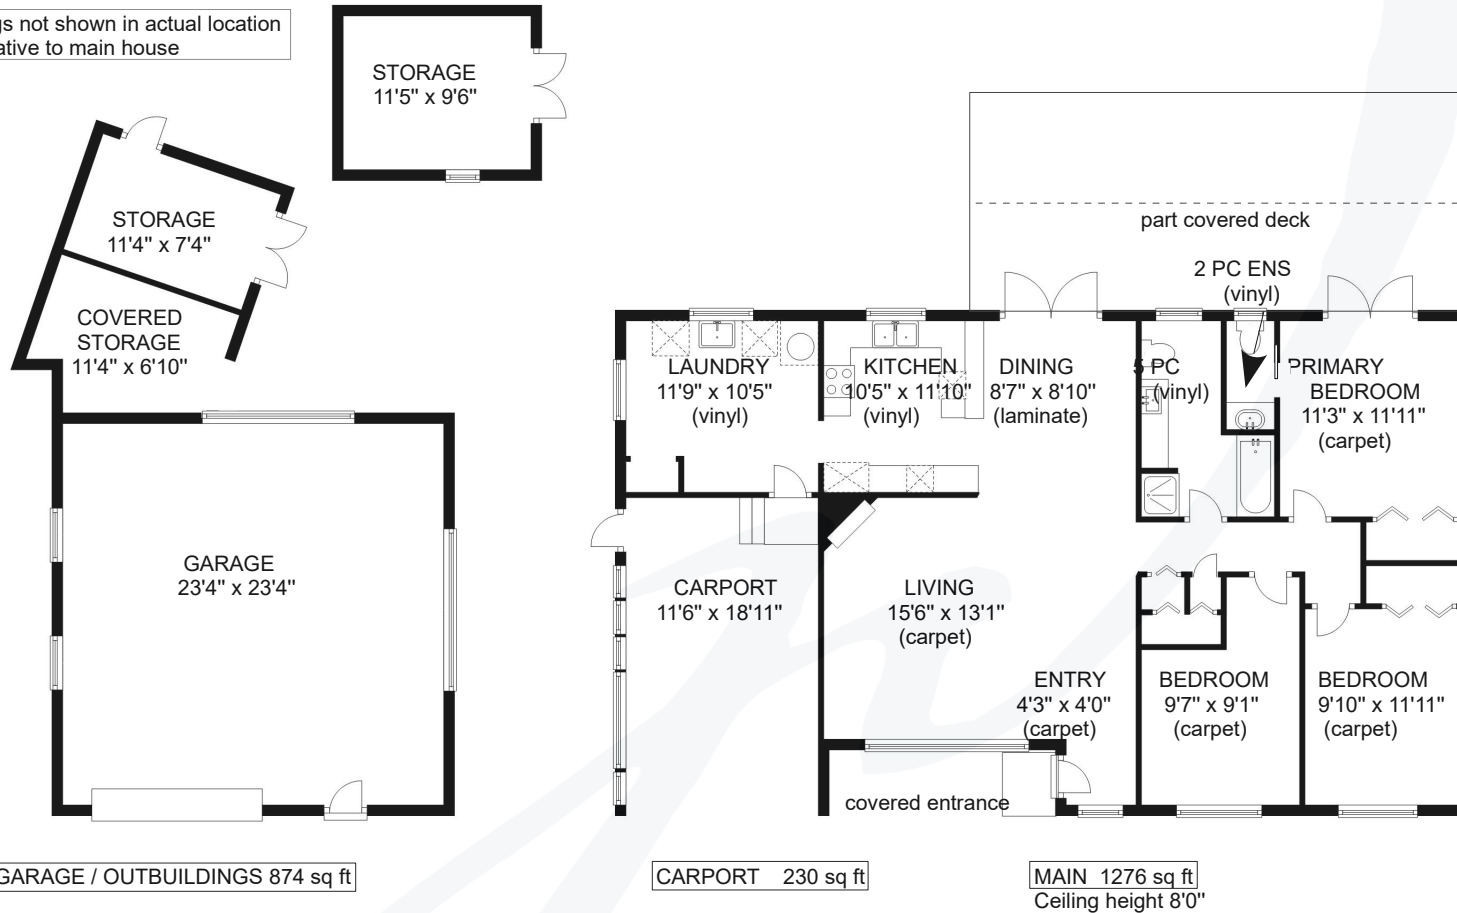 gs not shown in actual location
ative to main house
STORAGE
11'5" x 9'6"
STORAGE
11'4" x 7'4"
COVERED
STORAGE
11'4" x 6'10"
GARAGE
23'4" x 23'4"
part covered deck
2 PC ENS
(vinyl)
LAUNDRY
11'9" x 10'5"
(vinyl)
KITCHEN
10'5" x 11'10"
(vinyl)
DINING
8'7" x 8'10"
(laminate)
5 PC
(vinyl)
PRIMARY
BEDROOM
11'3" x 11'11"
(carpet)
CARPORT
11'6" x 18'11"
LIVING
15'6" x 13'1"
(carpet)
ENTRY
4'3" x 4'0"
(carpet)
BEDROOM
9'7" x 9'1"
(carpet)
BEDROOM
9'10" x 11'11"
(carpet)
covered entrance
GARAGE / OUTBUILDINGS 874 sq ft
CARPORT 230 sq ft
MAIN 1276 sq ft
Ceiling height 8'0"